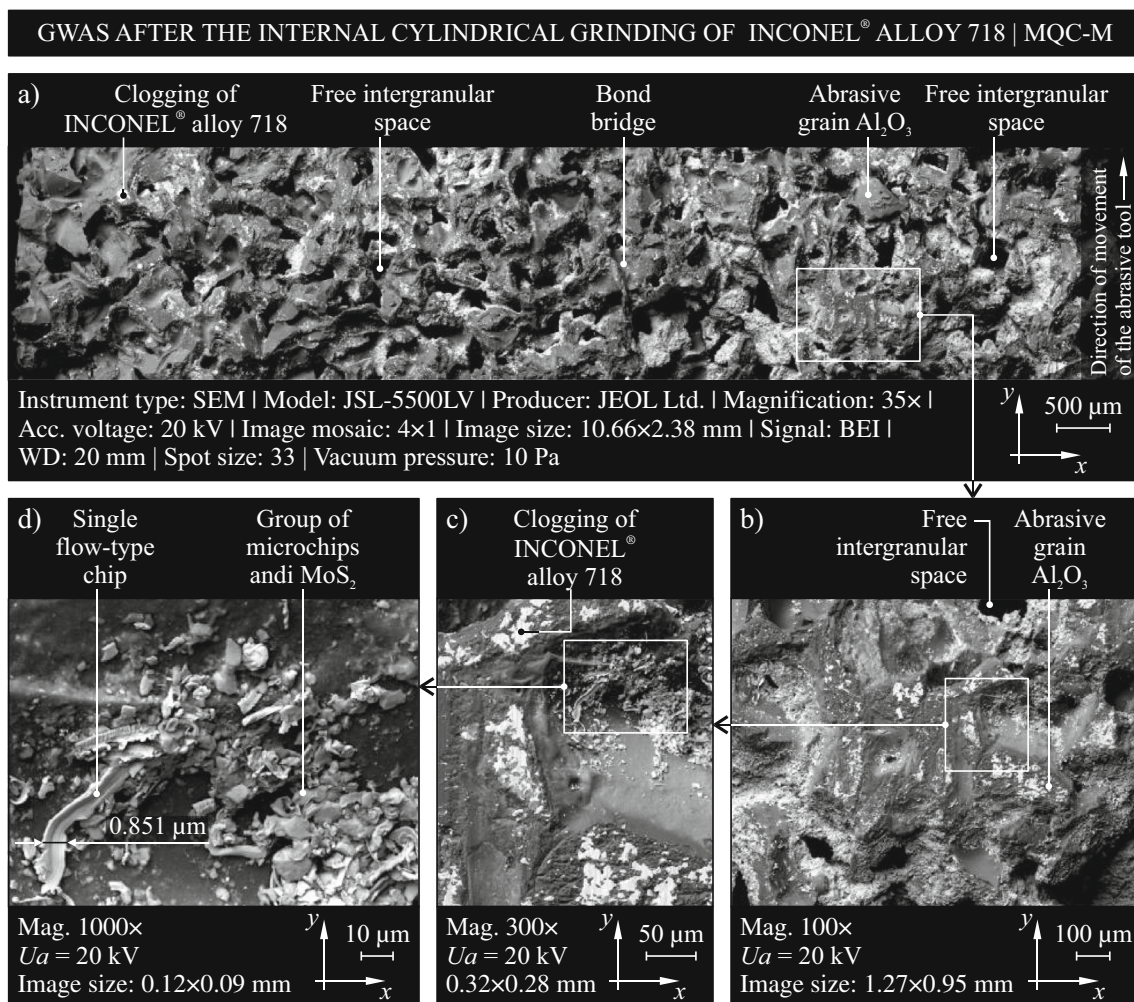 GWAS AFTER THE INTERNAL CYLINDRICAL GRINDING OF INCONEL® ALLOY 718 | MQC-M
a)
Clogging of
INCONEL® alloy 718
Free intergranular
space
Bond
bridge
Abrasive
grain Al₂O₃
Free intergranular
space
Direction of movement
of the abrasive tool
Instrument type: SEM | Model: JSL-5500LV | Producer: JEOL Ltd. | Magnification: 35× |
Acc. voltage: 20 kV | Image mosaic: 4×1 | Image size: 10.66×2.38 mm | Signal: BEI |
WD: 20 mm | Spot size: 33 | Vacuum pressure: 10 Pa
y
x
500 µm
d)
Single
flow-type
chip
Group of
microchips
andi MoS₂
0.851 µm
Mag. 1000×
Ua = 20 kV
Image size: 0.12×0.09 mm
y
x
10 µm
c)
Clogging of
INCONEL®
alloy 718
Mag. 300×
Ua = 20 kV
0.32×0.28 mm
y
x
50 µm
b)
Free
intergranular
space
Abrasive
grain
Al₂O₃
Mag. 100×
Ua = 20 kV
Image size: 1.27×0.95 mm
y
x
100 µm